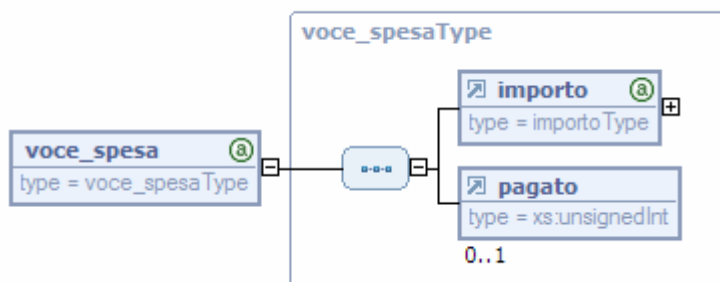 voce_spesaType
importo
type = importoType
voce_spesa
type = voce_spesaType
pagato
type = xs:unsignedInt
0..1